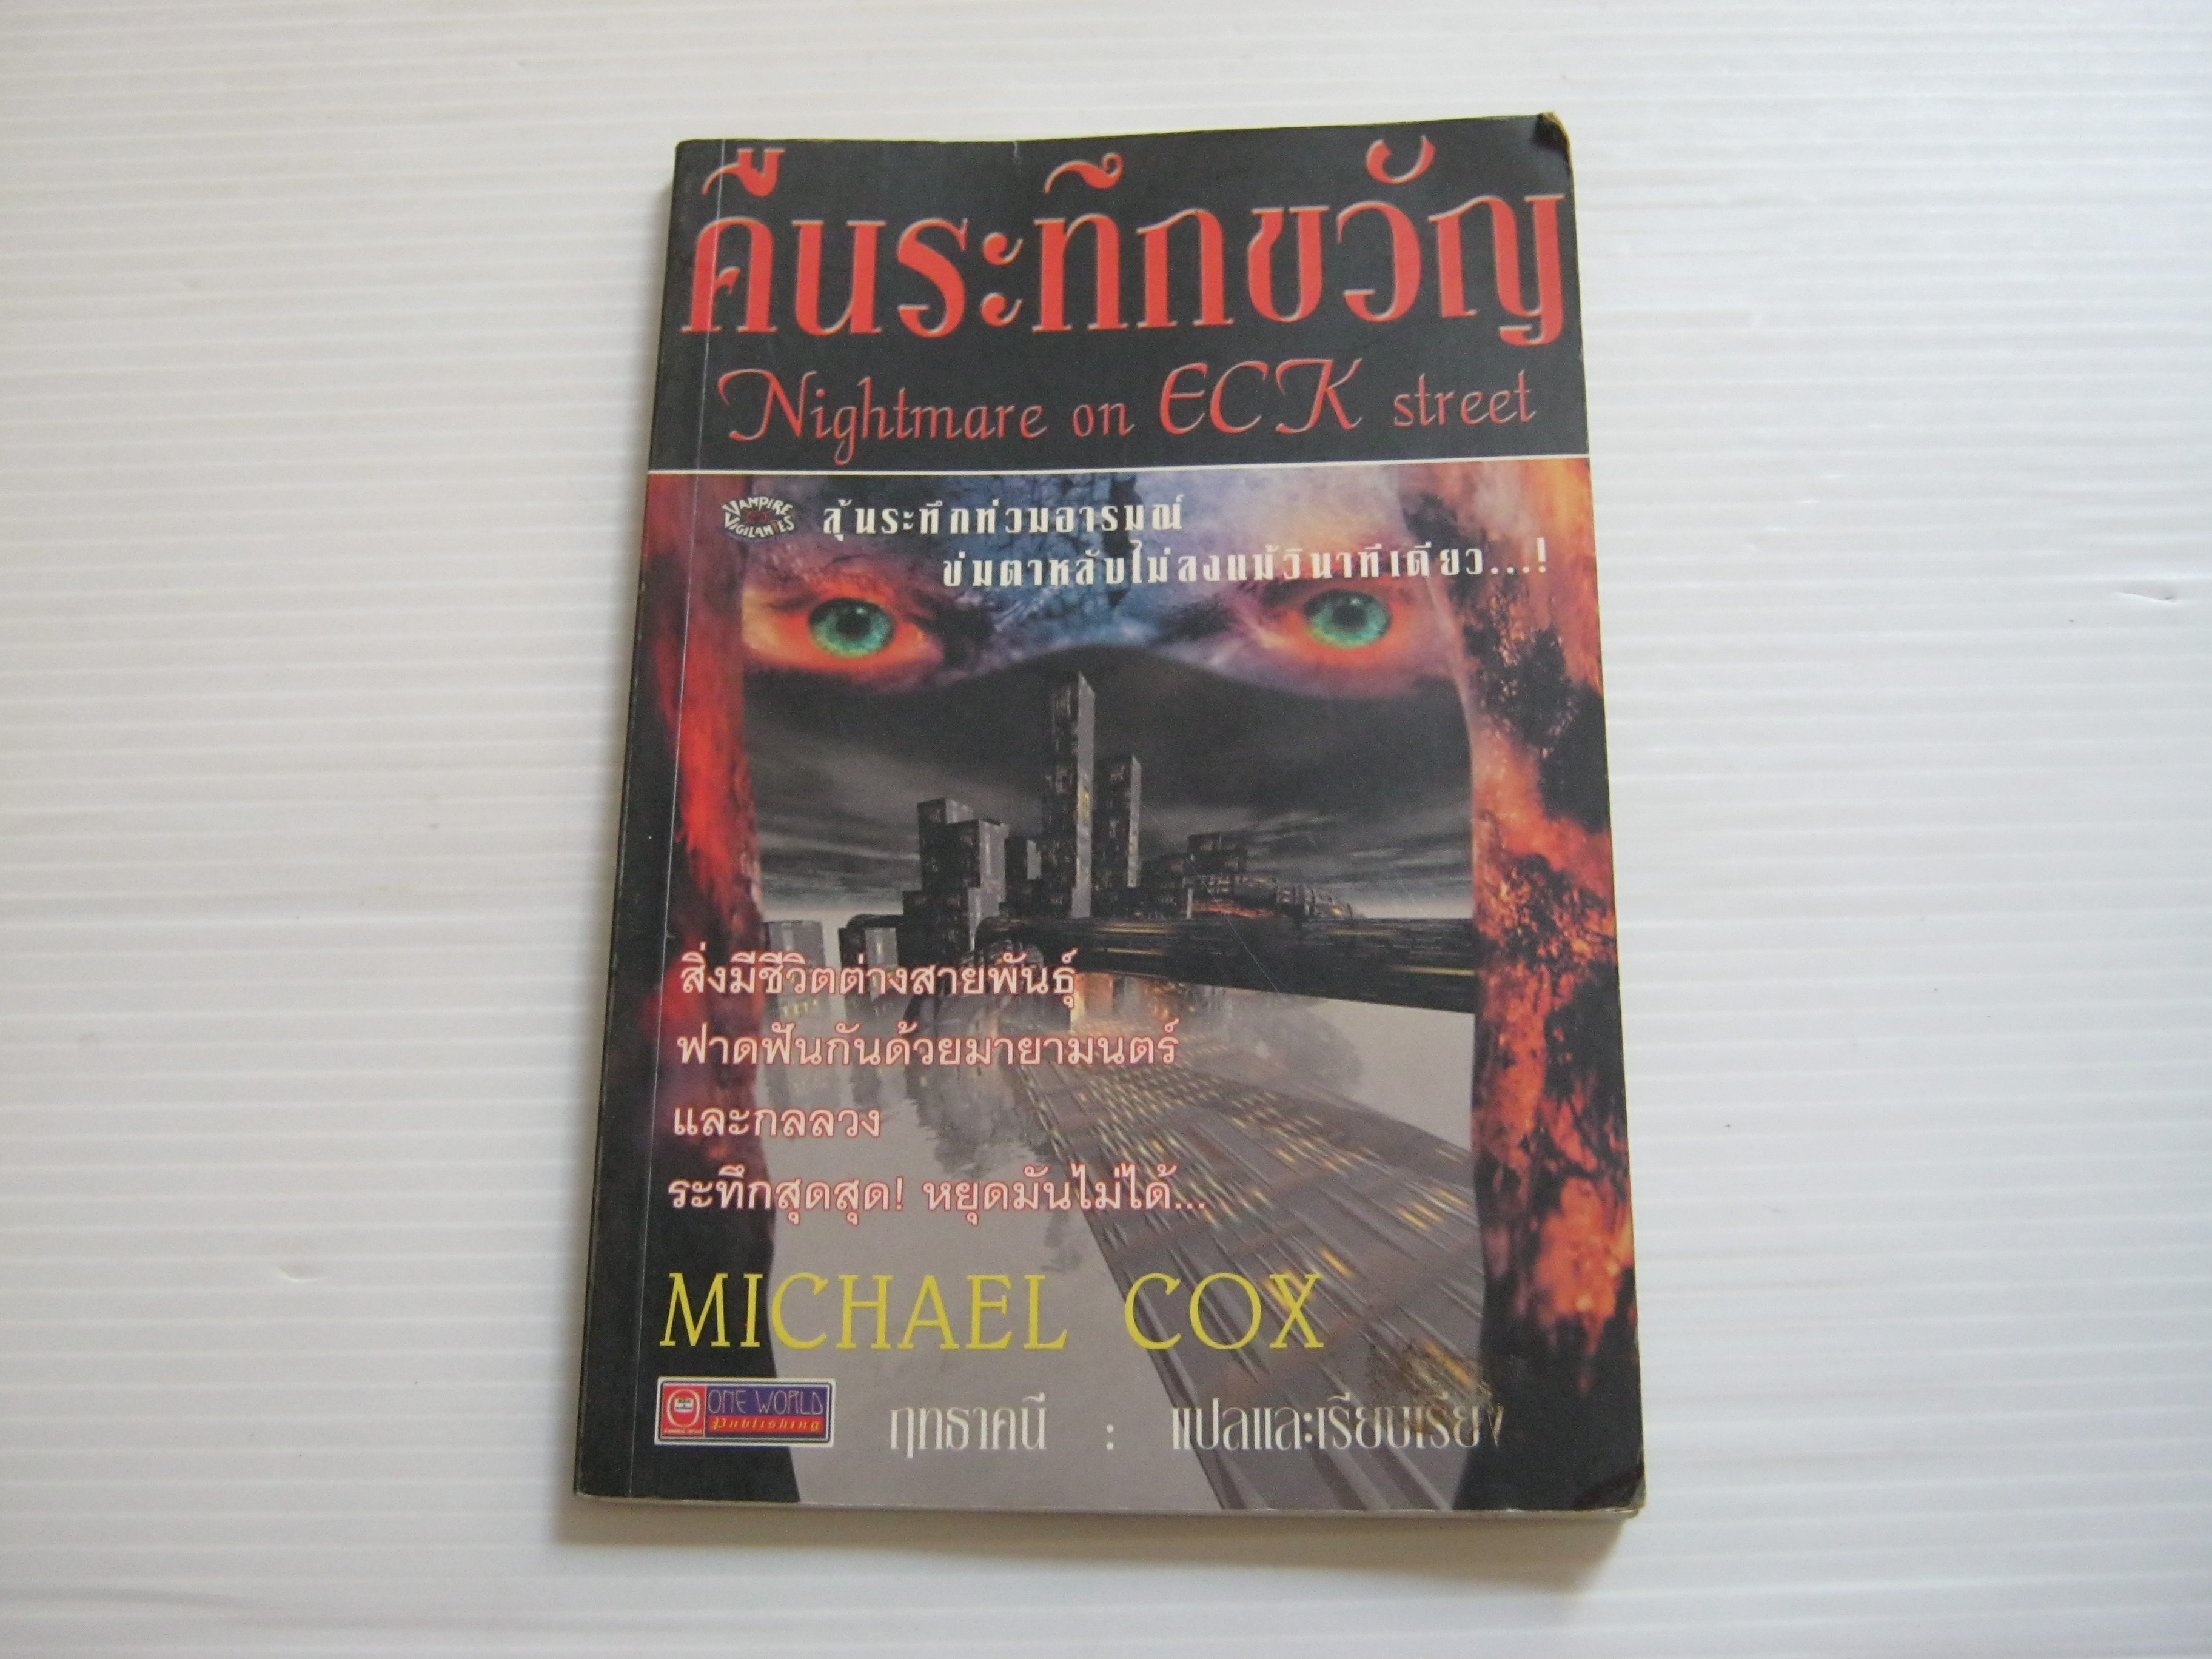 คืนระทึกขวัญ
Nightmare on ECK street
VAMPIRE VIGILANTES
ลุ้นระทึกท่วมอารมณ์
ข่มตาหลับไม่ลงแม้วินาทีเดียว...!
สิ่งมีชีวิตต่างสายพันธุ์
ฟาดฟันกันด้วยมายามนตร์
และกลลวง
ระทึกสุดสุด! หยุดมันไม่ได้...
MICHAEL COX
ONE WORLD
Publishing
ฤทธาคนี : แปลและเรียบเรียง